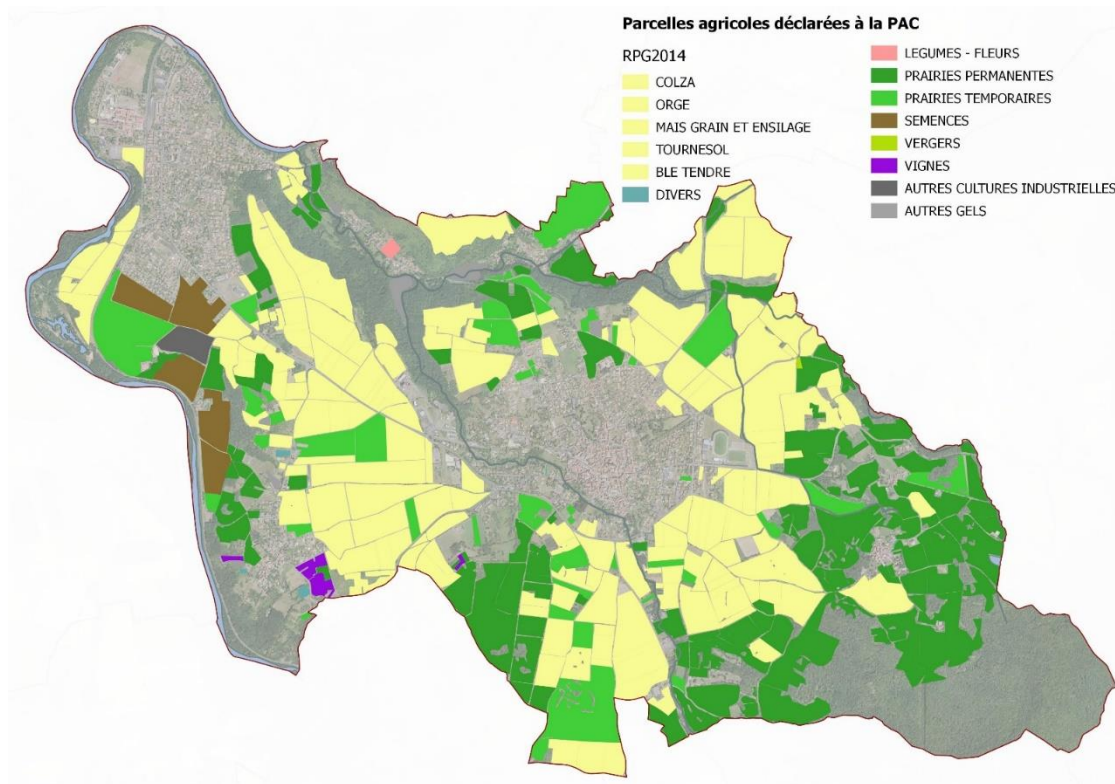 Parcelles agricoles déclarées à la PAC
RPG2014
COLZA
ORGE
MAIS GRAIN ET ENSILAGE
TOURNESOL
BLE TENDRE
DIVERS
LEGUMES - FLEURS
PRAIRIES PERMANENTES
PRAIRIES TEMPORAIRES
SEMENCES
VERGERS
VIGNES
AUTRES CULTURES INDUSTRIELLES
AUTRES GELS